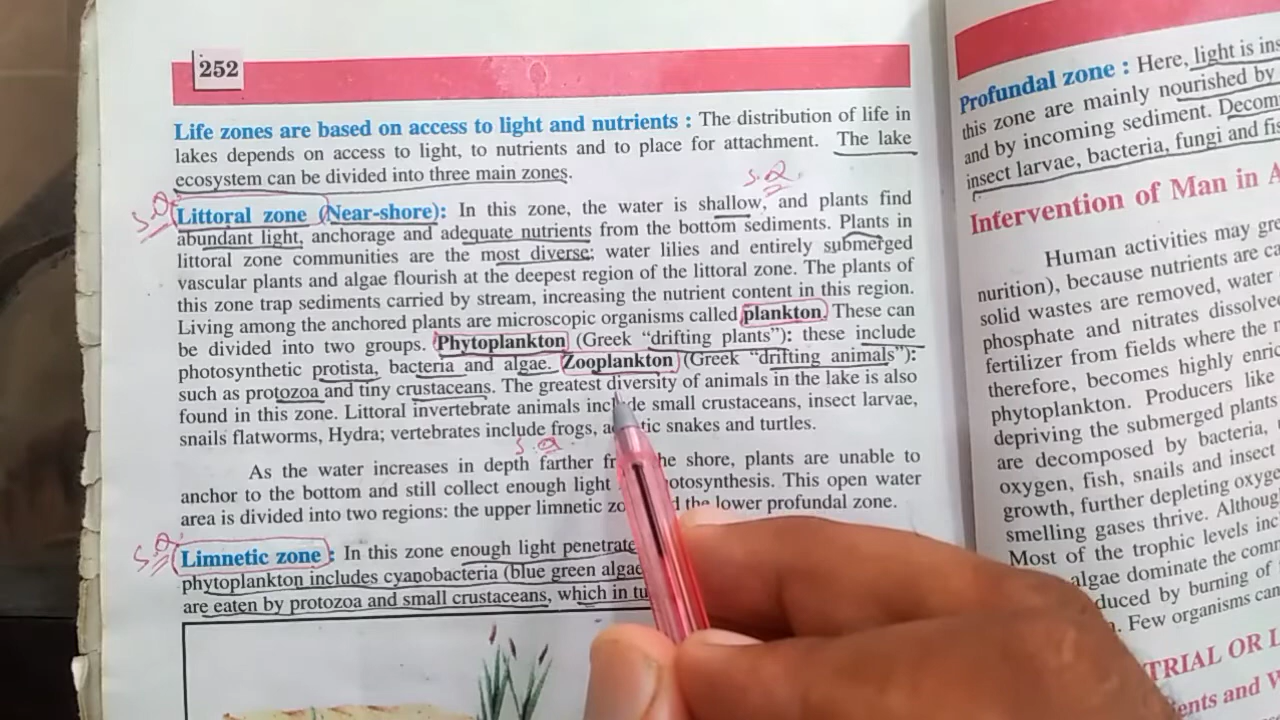 252
Life zones are based on access to light and nutrients : The distribution of life in
lakes depends on access to light, to nutrients and to place for attachment. The lake
ecosystem can be divided into three main zones.
S.Q
S.Q
Littoral zone (Near-shore): In this zone, the water is shallow, and plants find
abundant light, anchorage and adequate nutrients from the bottom sediments. Plants in
littoral zone communities are the most diverse; water lilies and entirely submerged
vascular plants and algae flourish at the deepest region of the littoral zone. The plants of
this zone trap sediments carried by stream, increasing the nutrient content in this region.
Living among the anchored plants are microscopic organisms called plankton. These can
be divided into two groups. Phytoplankton (Greek “drifting plants”): these include
photosynthetic protista, bacteria and algae. Zooplankton (Greek “drifting animals”):
such as protozoa and tiny crustaceans. The greatest diversity of animals in the lake is also
found in this zone. Littoral invertebrate animals include small crustaceans, insect larvae,
snails flatworms, Hydra; vertebrates include frogs, snakes and turtles.
S.Q
As the water increases in depth farther the shore, plants are unable to
anchor to the bottom and still collect enough light This open water
area is divided into two regions: the upper limnetic the lower profundal zone.
S.Q
Limnetic zone : In this zone enough light penetrate
phytoplankton includes cyanobacteria (blue green algae
are eaten by protozoa and small crustaceans, which in
Profundal zone : Here, light is
this zone are mainly nourished by
and by incoming sediment.
insect larvae, bacteria, fungi and
Intervention of Man in
Human activities may
nurition), because nutrients are
solid wastes are removed, water
phosphate and nitrates
fertilizer from fields where the
therefore, becomes highly
phytoplankton. Producers like
depriving the submerged plants
are decomposed by bacteria,
oxygen, fish, snails and insect
growth, further depleting
smelling gases thrive.
Most of the trophic levels
algae dominate the
by burning of
Few organisms
OR
and